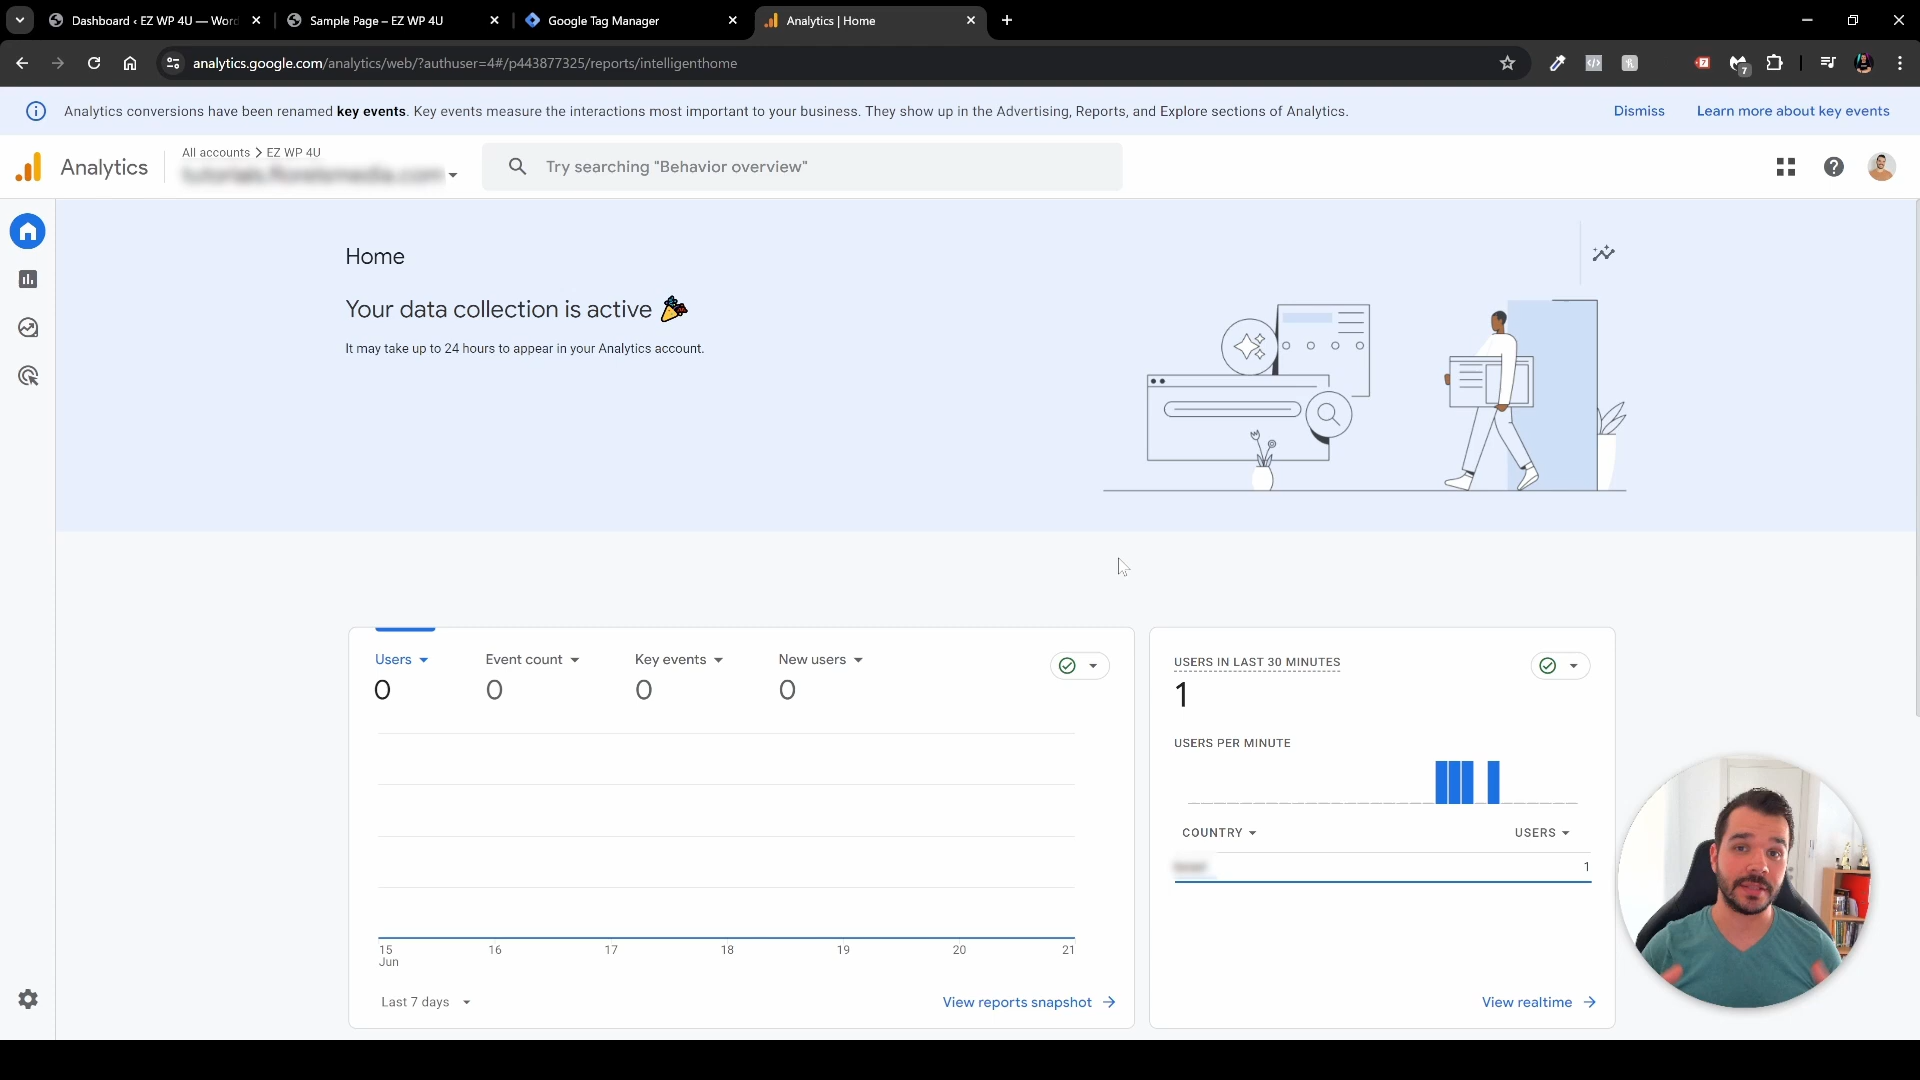 Dashboard ‹ EZ WP 4U — Word
Sample Page – EZ WP 4U
Google Tag Manager
Analytics | Home
analytics.google.com/analytics/web/?authuser=4#/p443877325/reports/intelligenthome
7
7
Analytics conversions have been renamed key events. Key events measure the interactions most important to your business. They show up in the Advertising, Reports, and Explore sections of Analytics.
Dismiss
Learn more about key events
Analytics
All accounts > EZ WP 4U
Try searching "Behavior overview"
Home
Your data collection is active
It may take up to 24 hours to appear in your Analytics account.
Users
Event count
Key events
New users
0
0
0
0
15
Jun
16
17
18
19
20
21
Last 7 days
View reports snapshot
USERS IN LAST 30 MINUTES
1
USERS PER MINUTE
COUNTRY
USERS
1
View realtime